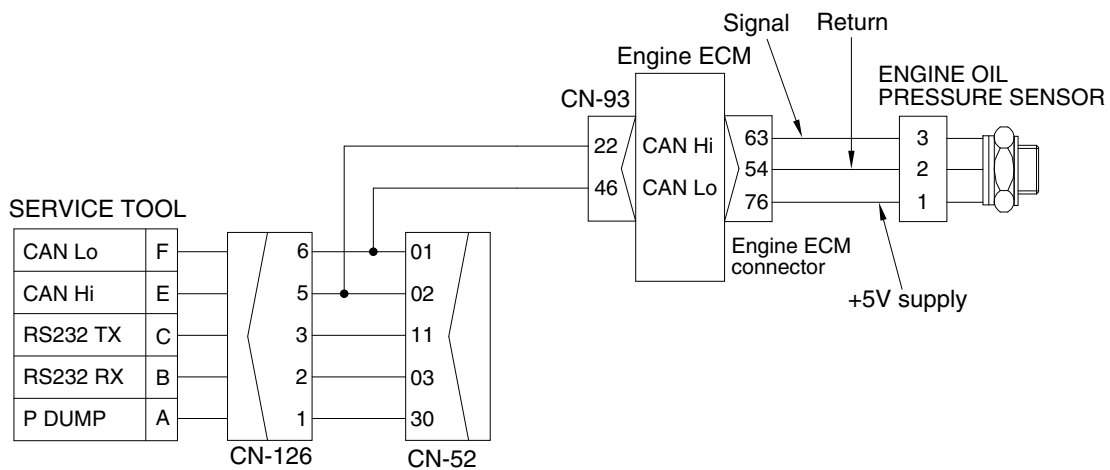 Signal Return
Engine ECM
ENGINE OIL
PRESSURE SENSOR
CN-93
22 CAN Hi 63 3
54 2
46 CAN Lo
76 1
Engine ECM
connector
+5V supply
SERVICE TOOL
CAN Lo F 6 01
CAN Hi E 5 02
RS232 TX C 3 11
RS232 RX B 2 03
P DUMP A 1 30
CN-126 CN-52